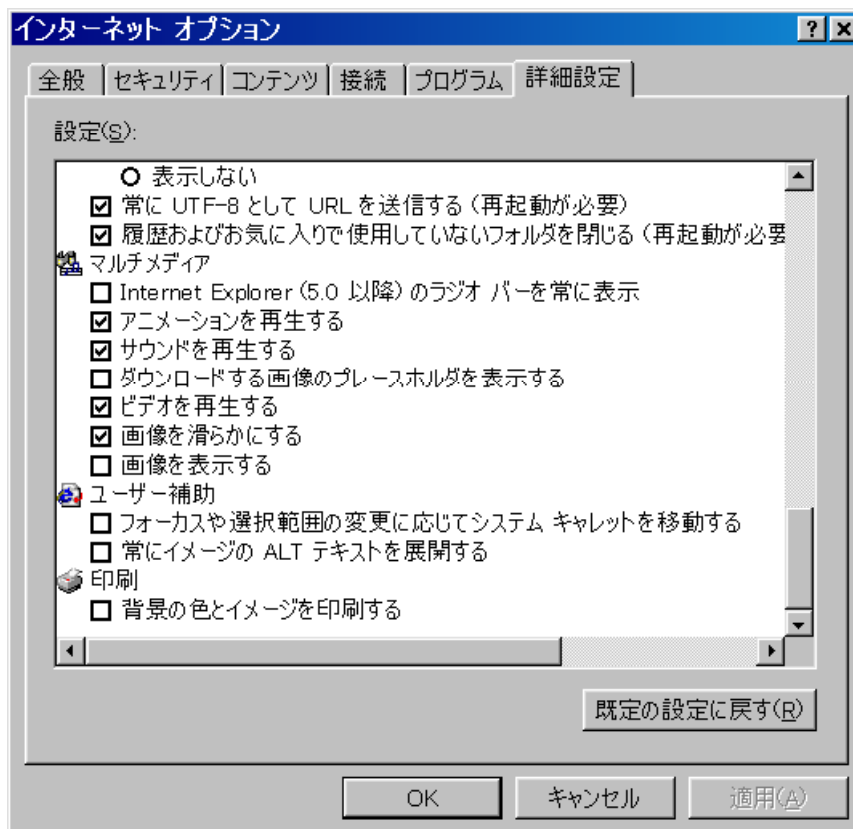 インターネット オプション
全般 セキュリティ コンテンツ 接続 プログラム 詳細設定
設定(S):
表示しない
常に UTF-8 として URL を送信する (再起動が必要)
履歴およびお気に入りで使用していないフォルダを閉じる (再起動が必要
マルチメディア
Internet Explorer (5.0 以降) のラジオ バーを常に表示
アニメーションを再生する
サウンドを再生する
ダウンロードする画像のプレースホルダを表示する
ビデオを再生する
画像を滑らかにする
画像を表示する
ユーザー補助
フォーカスや選択範囲の変更に応じてシステム キャレットを移動する
常にイメージの ALT テキストを展開する
印刷
背景の色とイメージを印刷する
既定の設定に戻す(R)
OK キャンセル 適用(A)